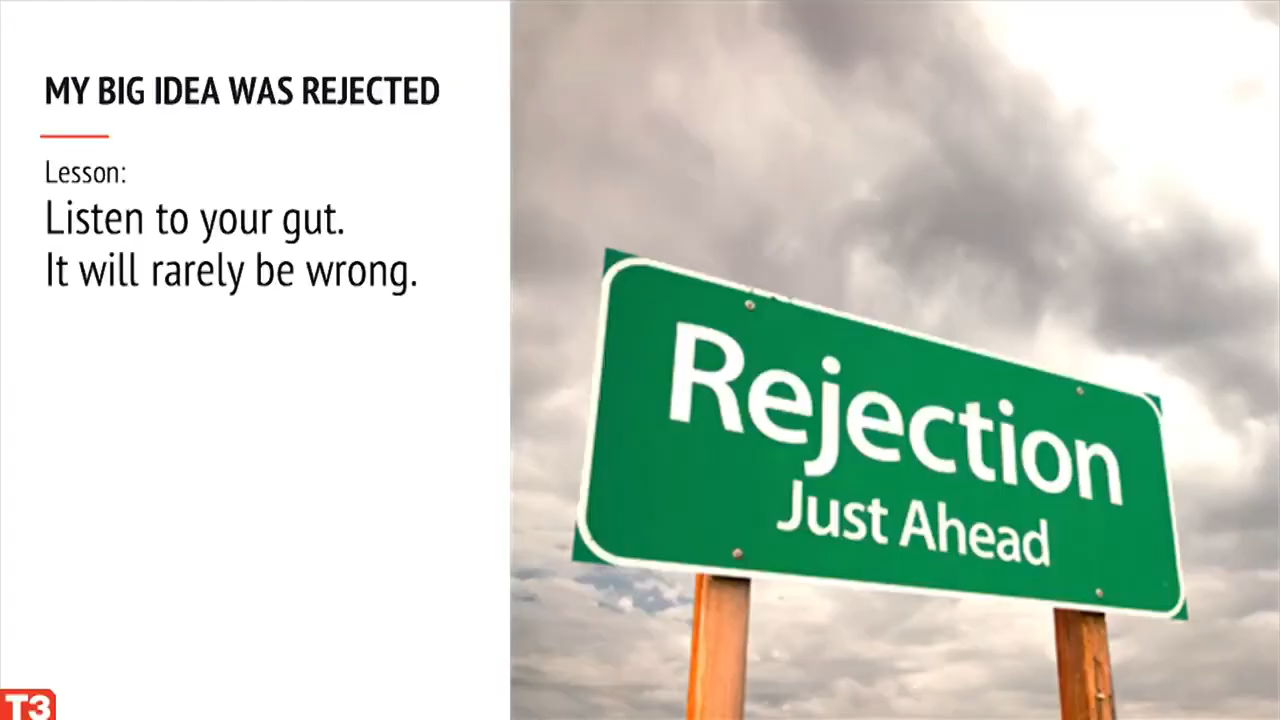 MY BIG IDEA WAS REJECTED
Lesson:
Listen to your gut.
It will rarely be wrong.
Rejection
Just Ahead
T3